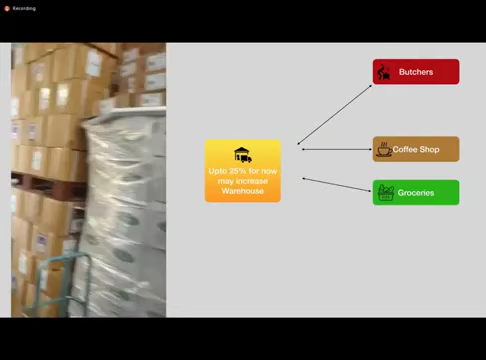 Recording
Butchers
Coffee Shop
Upto 25% for now
may increase
Warehouse
Groceries